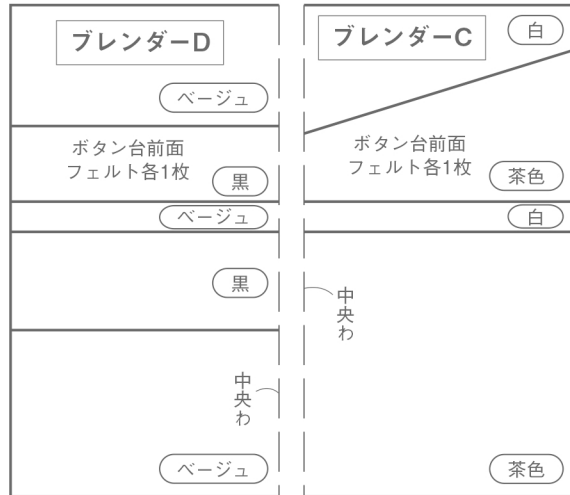 ブレンダーD
ベージュ
ボタン台前面
フェルト各1枚
黒
ベージュ
黒
中央わ
ベージュ
ブレンダーC
白
ボタン台前面
フェルト各1枚
茶色
白
中央わ
茶色